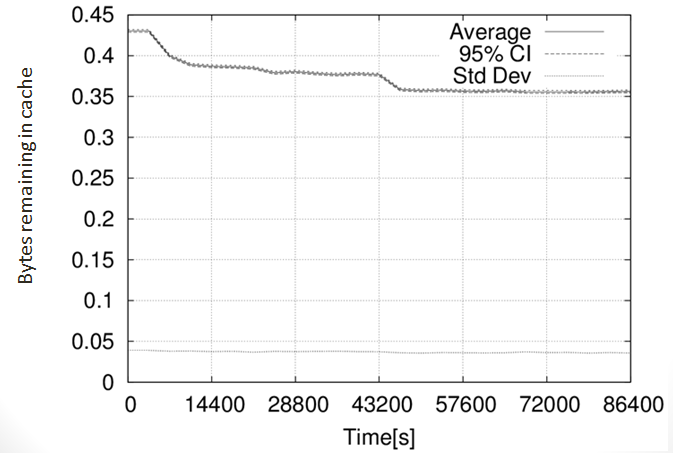 0.45
0.4
0.35
0.3
0.25
0.2
0.15
0.1
0.05
0
Bytes remaining in cache
Average
95% CI
Std Dev
0 14400 28800 43200 57600 72000 86400
Time[s]